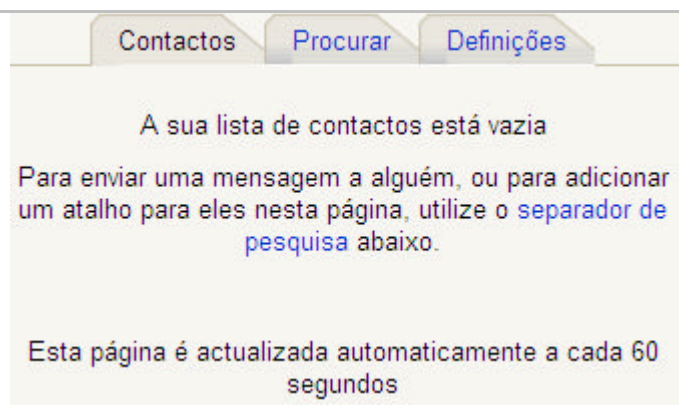 Contactos Procurar Definições
A sua lista de contactos está vazia
Para enviar uma mensagem a alguém, ou para adicionar
um atalho para eles nesta página, utilize o separador de
pesquisa abaixo.
Esta página é actualizada automaticamente a cada 60
segundos